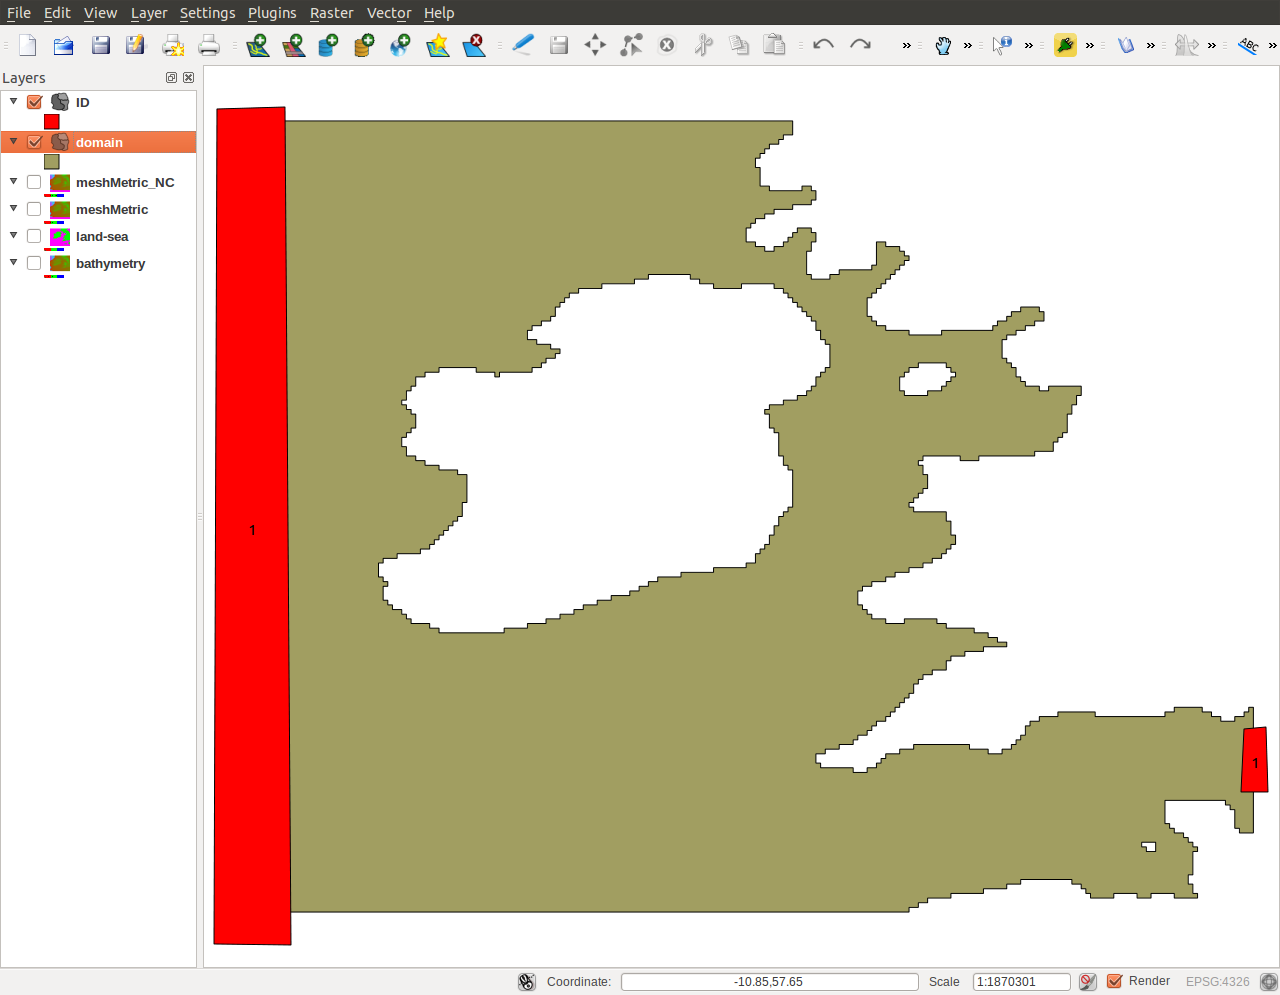 File Edit View Layer Settings Plugins Raster Vector Help
» » » » » ABC »
Layers
ID
domain
meshMetric_NC
meshMetric
land-sea
bathymetry
1
1
Coordinate: -10.85,57.65 Scale 1:1870301 Render EPSG:4326